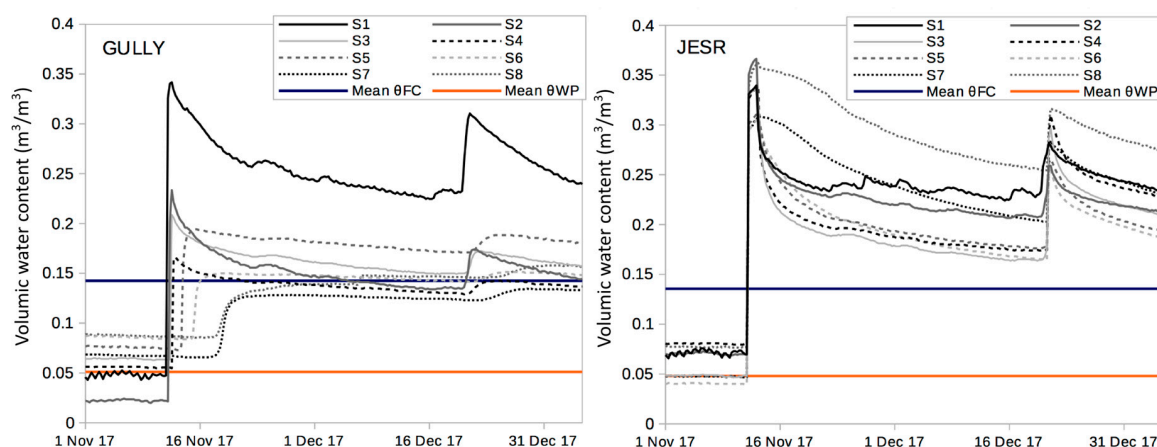 0.4
0.35
0.3
0.25
0.2
0.15
0.1
0.05
0
Volumic water content (m³/m³)
GULLY
S1 S2
S3 S4
S5 S6
S7 S8
Mean θFC Mean θWP
1 Nov 17 16 Nov 17 1 Dec 17 16 Dec 17 31 Dec 17
0.4
0.35
0.3
0.25
0.2
0.15
0.1
0.05
0
Volumic water content (m³/m³)
JESR
S1 S2
S3 S4
S5 S6
S7 S8
Mean θFC Mean θWP
1 Nov 17 16 Nov 17 1 Dec 17 16 Dec 17 31 Dec 17